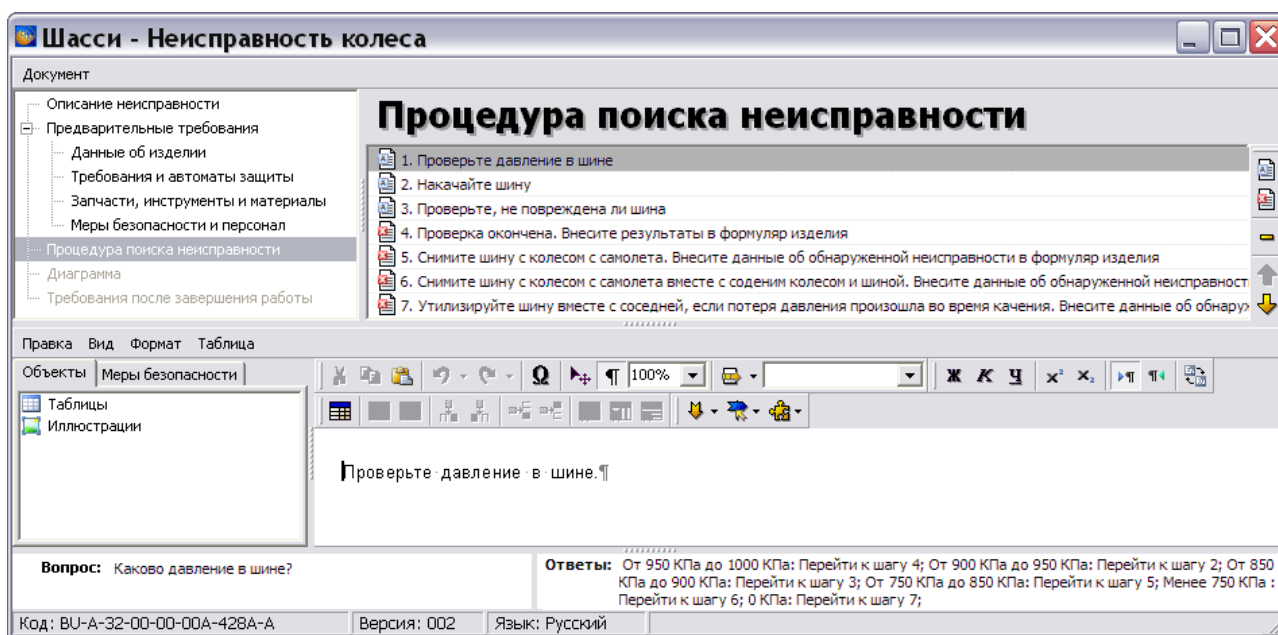 Шасси - Неисправность колеса
Документ
Описание неисправности
Предварительные требования
Данные об изделии
Требования и автоматы защиты
Запчасти, инструменты и материалы
Меры безопасности и персонал
Процедура поиска неисправности
Диаграмма
Требования после завершения работы
Процедура поиска неисправности
1. Проверьте давление в шине
2. Накачайте шину
3. Проверьте, не повреждена ли шина
4. Проверка окончена. Внесите результаты в формуляр изделия
5. Снимите шину с колесом с самолета. Внесите данные об обнаруженной неисправности в формуляр изделия
6. Снимите шину с колесом с самолета вместе с соденим колесом и шиной. Внесите данные об обнаруженной неисправност
7. Утилизируйте шину вместе с соседней, если потеря давления произошла во время качения. Внесите данные об обнару
Правка Вид Формат Таблица
Объекты Меры безопасности
Таблицы
Иллюстрации
Ω ¶ 100% Ж К Ч x² x₂ ¶ ¶
Проверьте давление в шине.¶
Вопрос: Каково давление в шине?
Ответы: От 950 КПа до 1000 КПа: Перейти к шагу 4; От 900 КПа до 950 КПа: Перейти к шагу 2; От 850
КПа до 900 КПа: Перейти к шагу 3; От 750 КПа до 850 КПа: Перейти к шагу 5; Менее 750 КПа :
Перейти к шагу 6; 0 КПа: Перейти к шагу 7;
Код: BU-A-32-00-00-00A-428A-A Версия: 002 Язык: Русский